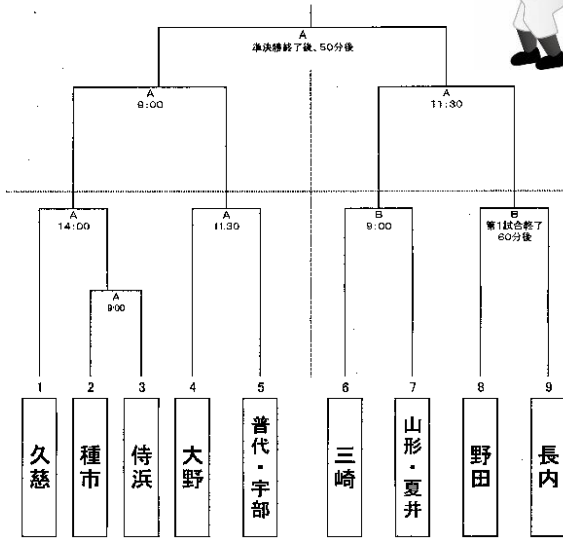 A
準決勝終了後、50分後
A
9:00
A
11:30
A
14:00
A
11.30
B
9:00
B
第1試合終了
60分後
A
9:00
1
2
3
4
5
6
7
8
9
久慈
種市
侍浜
大野
普代・宇部
三崎
山形・夏井
野田
長内